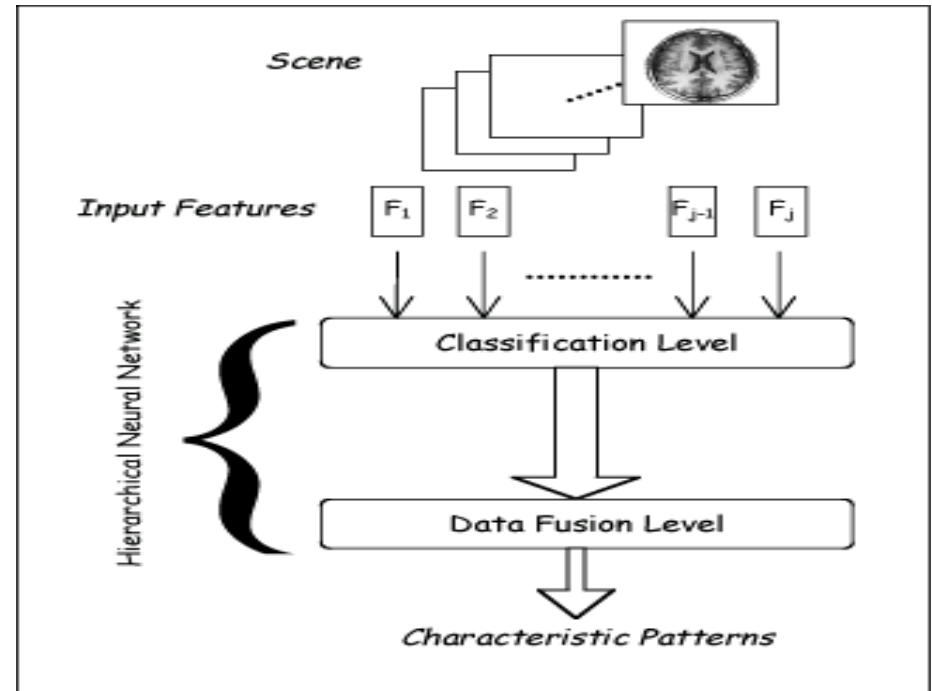 Scene
Input Features
F1 F2 Fj-1 Fj
Classification Level
Hierarchical Neural Network
Data Fusion Level
Characteristic Patterns